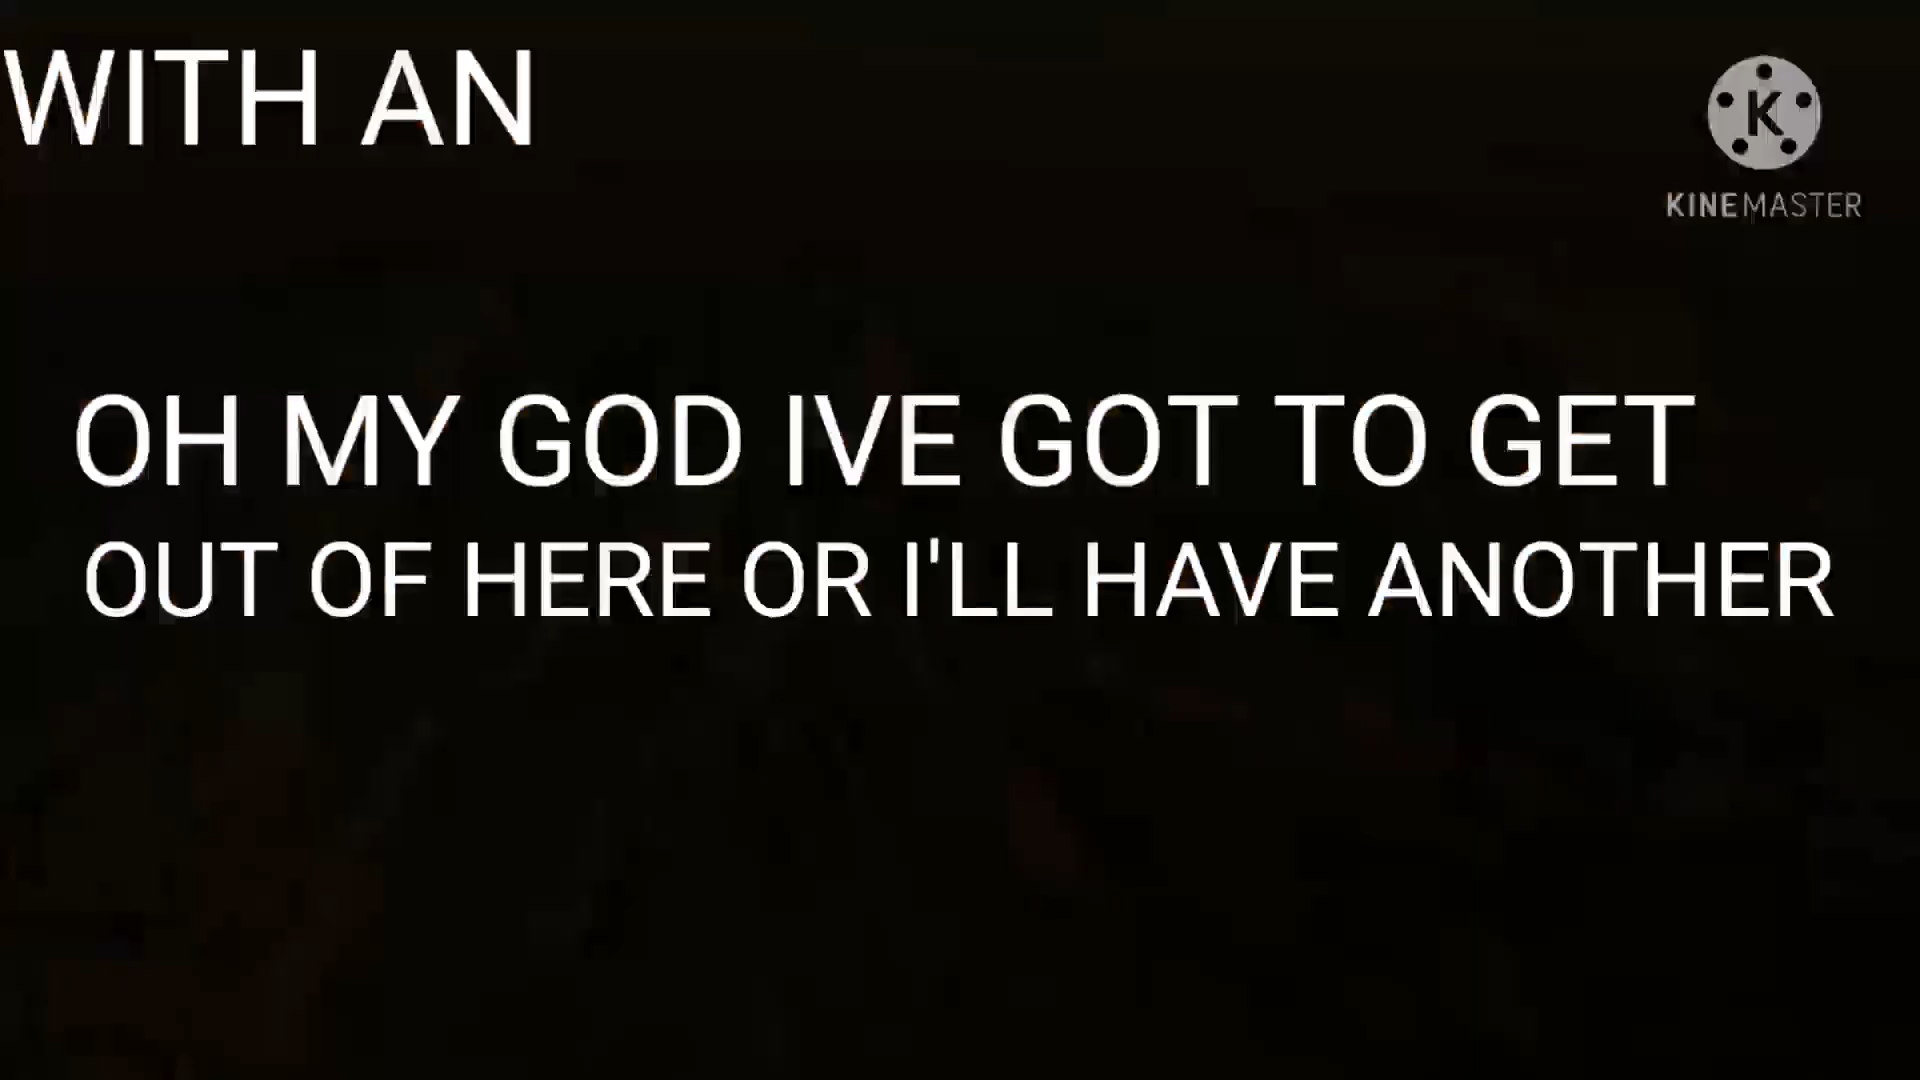 WITH AN
K
KINEMASTER
OH MY GOD IVE GOT TO GET
OUT OF HERE OR I'LL HAVE ANOTHER